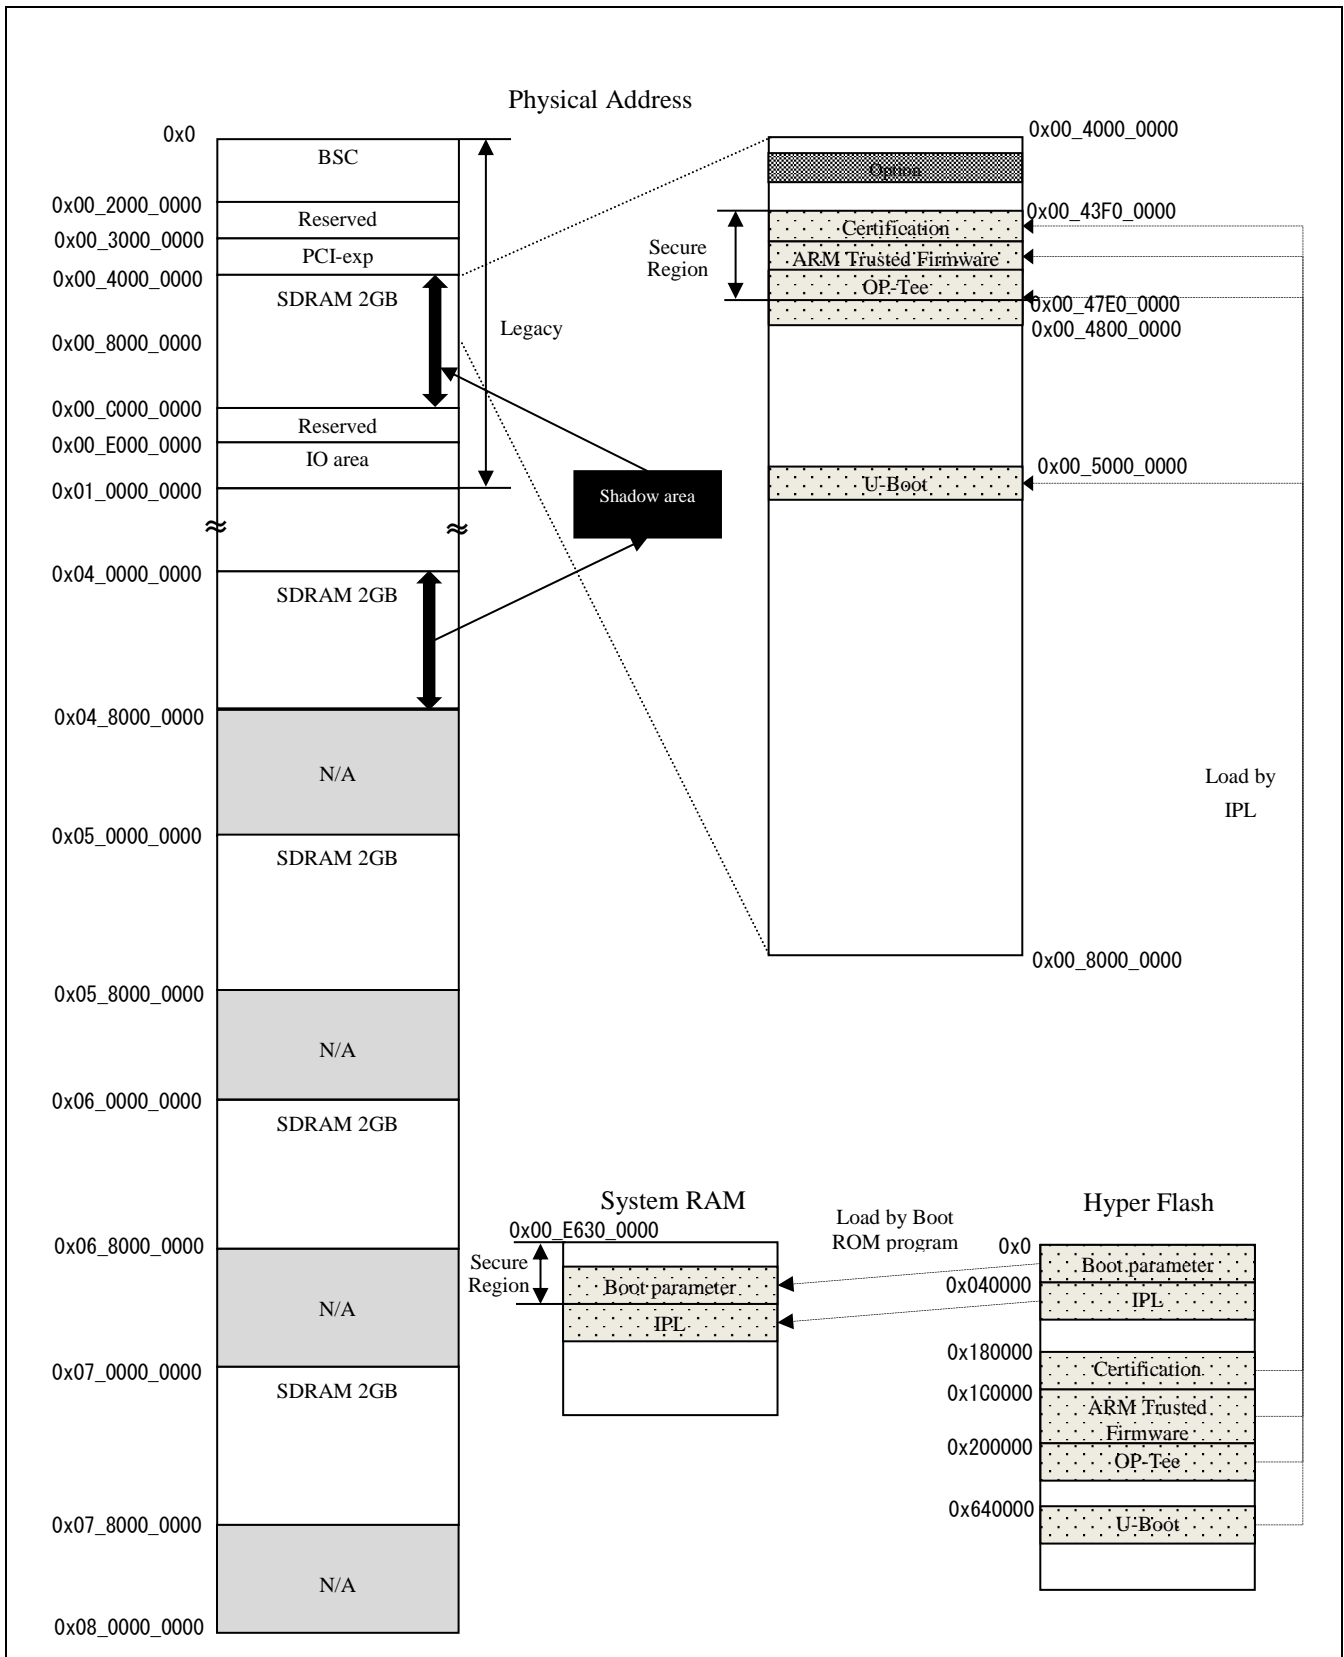 Physical Address
0x0
BSC
0x00_2000_0000
Reserved
0x00_3000_0000
PCI-exp
0x00_4000_0000
SDRAM 2GB
0x00_8000_0000
Legacy
0x00_C000_0000
Reserved
0x00_E000_0000
IO area
0x01_0000_0000
Shadow area
0x04_0000_0000
SDRAM 2GB
0x04_8000_0000
N/A
0x05_0000_0000
SDRAM 2GB
0x05_8000_0000
N/A
0x06_0000_0000
SDRAM 2GB
0x06_8000_0000
N/A
0x07_0000_0000
SDRAM 2GB
0x07_8000_0000
N/A
0x08_0000_0000
0x00_4000_0000
Option
0x00_43F0_0000
Secure
Region
Certification
ARM Trusted Firmware
OP-Tee
0x00_47E0_0000
0x00_4800_0000
0x00_5000_0000
U-Boot
0x00_8000_0000
Load by
IPL
System RAM
0x00_E630_0000
Secure
Region
Boot parameter
IPL
Load by Boot
ROM program
Hyper Flash
0x0
Boot parameter
0x040000
IPL
0x180000
Certification
0x1C0000
ARM Trusted
Firmware
0x200000
OP-Tee
0x640000
U-Boot